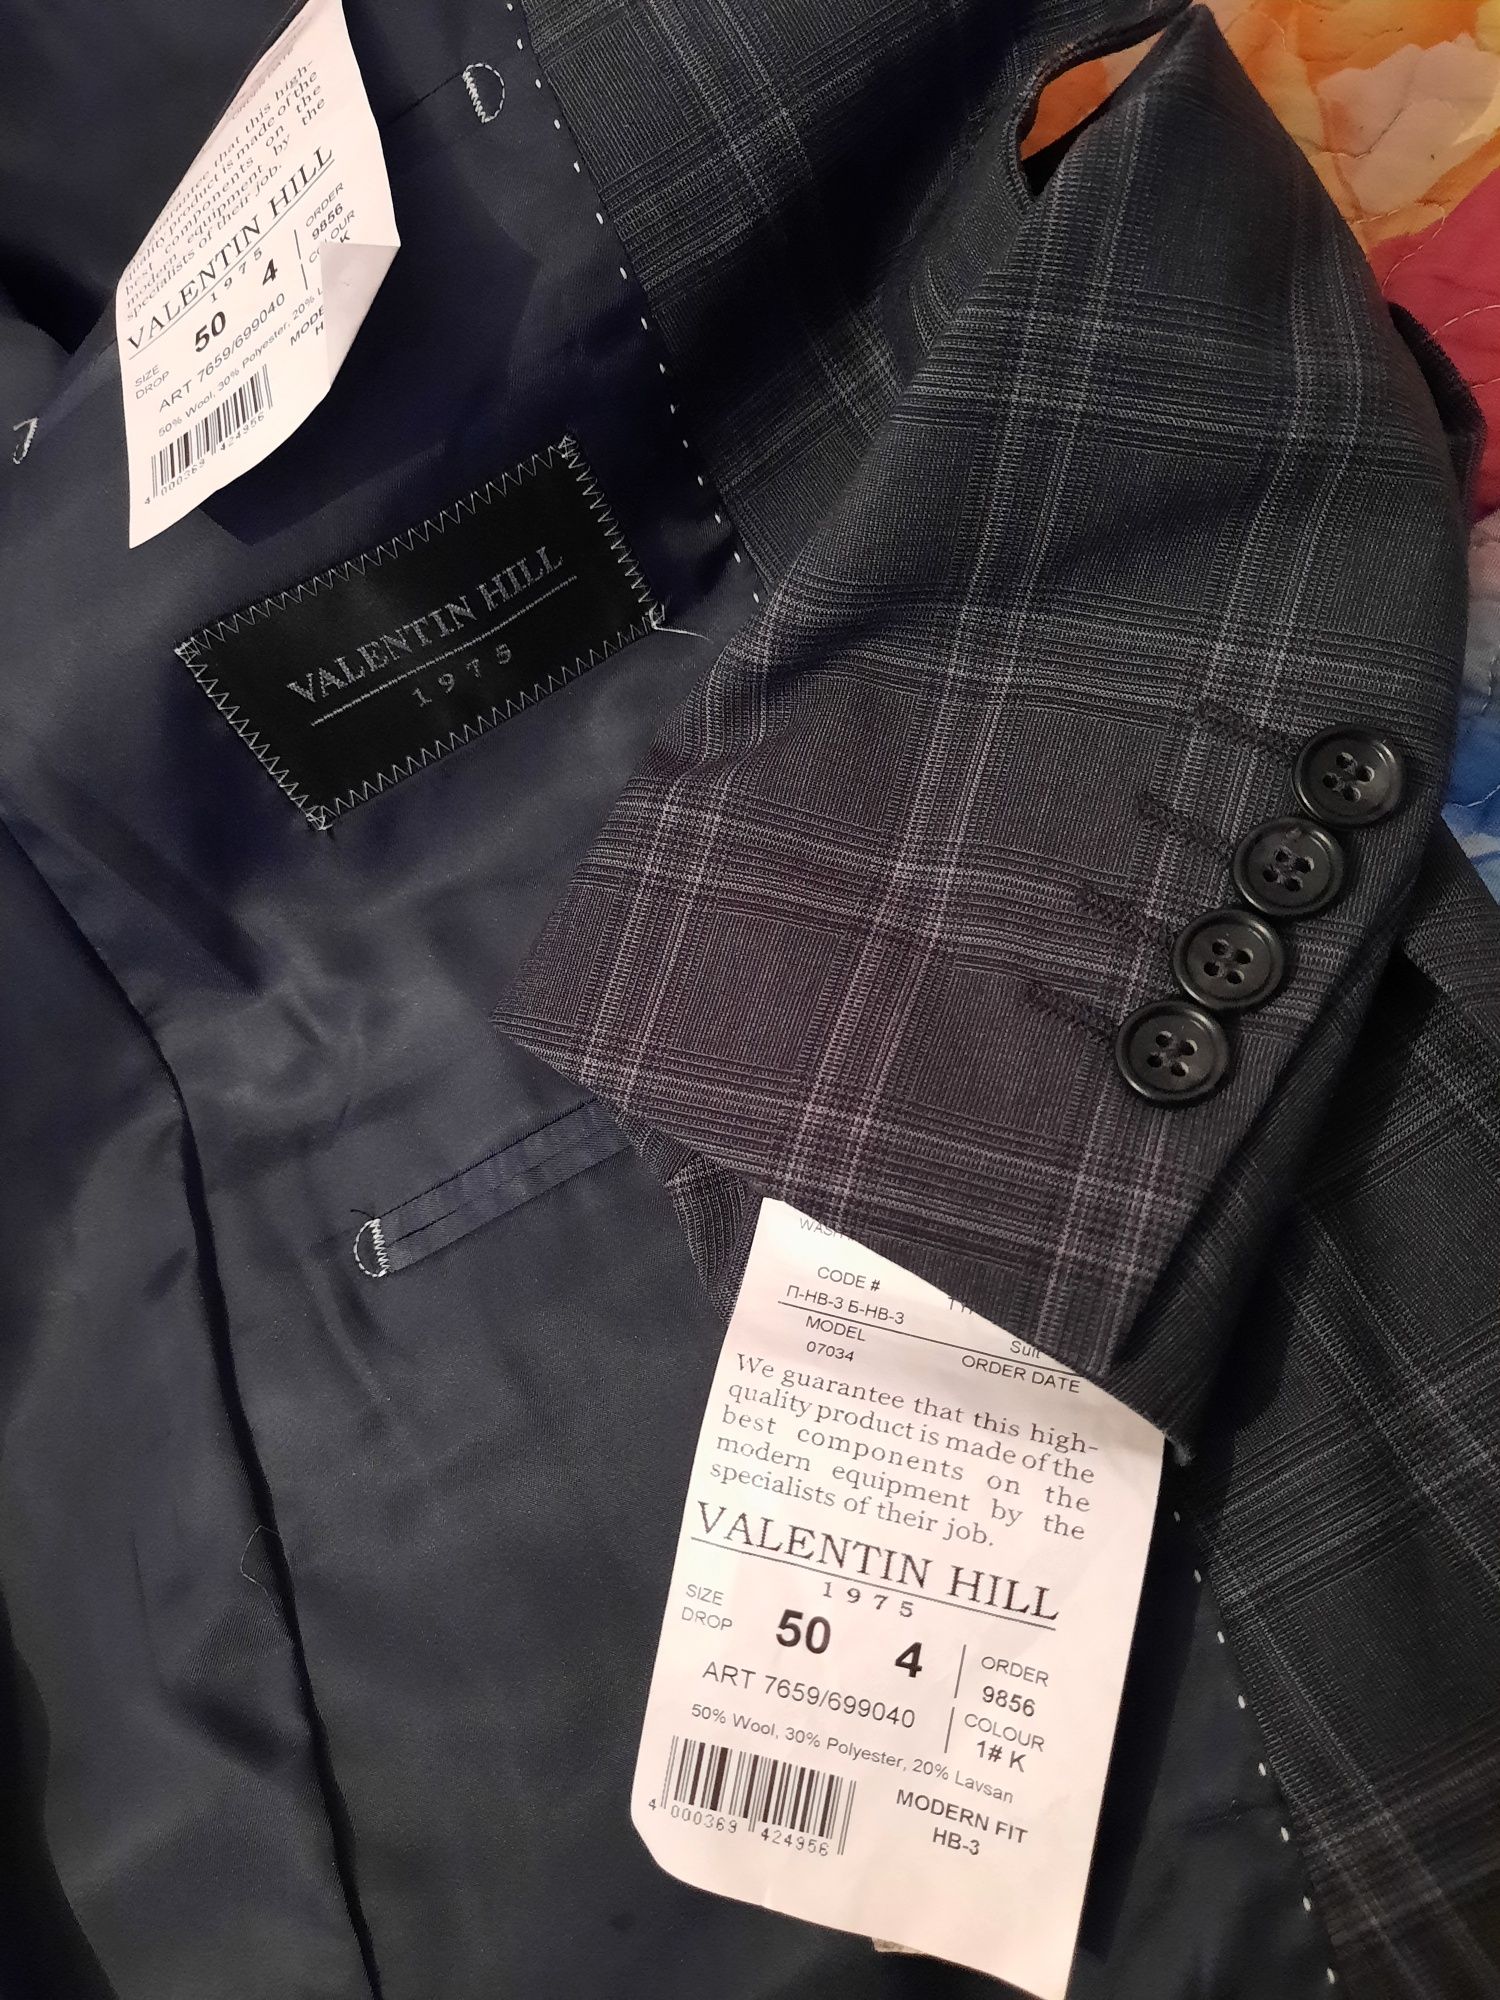 that this high-
quality product is made of the
best components on the
modern equipment by the
specialists of their job.
VALENTIN HILL
1975
SIZE
DROP
50 4
ORDER
9856
ART 7659/699040
50% Wool, 30% Polyester, 20%
4 000369 424956
VALENTIN HILL
1975
CODE #
П-НВ-3 Б-НВ-3
Suit
MODEL
07034
ORDER DATE
We guarantee that this high-
quality product is made of the
best components on the
modern equipment by the
specialists of their job.
VALENTIN HILL
1975
SIZE
DROP
50 4
ORDER
9856
ART 7659/699040
COLOUR
1# K
50% Wool, 30% Polyester, 20% Lavsan
MODERN FIT
HB-3
4 000369 424956